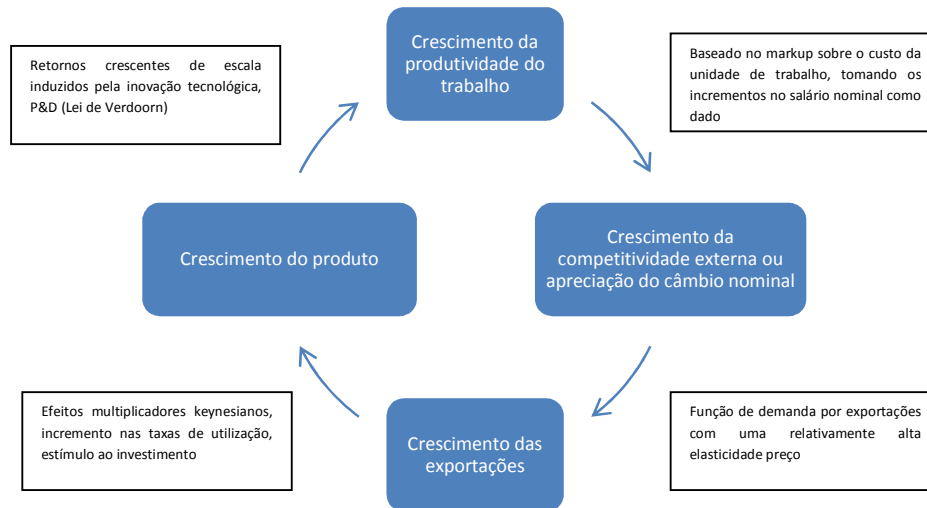 Crescimento da
produtividade do
trabalho
Retornos crescentes de escala
induzidos pela inovação tecnológica,
P&D (Lei de Verdoorn)
Baseado no markup sobre o custo da
unidade de trabalho, tomando os
incrementos no salário nominal como
dado
Crescimento do produto
Crescimento da
competitividade externa ou
apreciação do câmbio nominal
Efeitos multiplicadores keynesianos,
incremento nas taxas de utilização,
estímulo ao investimento
Crescimento das
exportações
Função de demanda por exportações
com uma relativamente alta
elasticidade preço